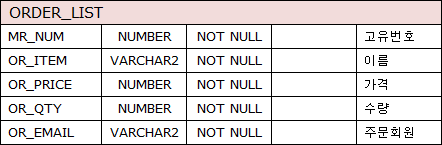 ORDER_LIST
MR_NUM NUMBER NOT NULL 고유번호
OR_ITEM VARCHAR2 NOT NULL 이름
OR_PRICE NUMBER NOT NULL 가격
OR_QTY NUMBER NOT NULL 수량
OR_EMAIL VARCHAR2 NOT NULL 주문회원